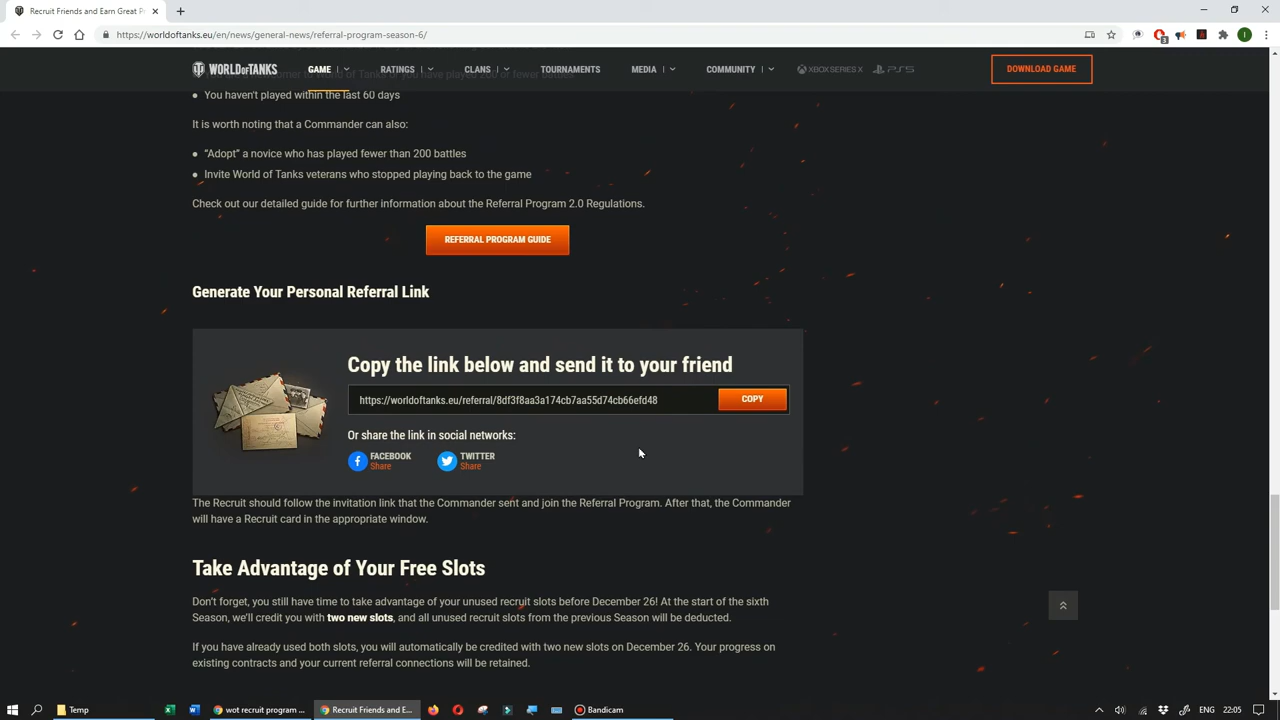 Recruit Friends and Earn Great P
https://worldoftanks.eu/en/news/general-news/referral-program-season-6/
3
I
WORLD OF TANKS
GAME
RATINGS
CLANS
TOURNAMENTS
MEDIA
COMMUNITY
XBOX SERIES X
PS5
DOWNLOAD GAME
You haven't played within the last 60 days
It is worth noting that a Commander can also:
“Adopt” a novice who has played fewer than 200 battles
Invite World of Tanks veterans who stopped playing back to the game
Check out our detailed guide for further information about the Referral Program 2.0 Regulations.
REFERRAL PROGRAM GUIDE
Generate Your Personal Referral Link
Copy the link below and send it to your friend
https://worldoftanks.eu/referral/8df3f8aa3a174cb7aa55d74cb66efd48
COPY
Or share the link in social networks:
FACEBOOK
Share
TWITTER
Share
The Recruit should follow the invitation link that the Commander sent and join the Referral Program. After that, the Commander
will have a Recruit card in the appropriate window.
Take Advantage of Your Free Slots
Don’t forget, you still have time to take advantage of your unused recruit slots before December 26! At the start of the sixth
Season, we’ll credit you with two new slots, and all unused recruit slots from the previous Season will be deducted.
If you have already used both slots, you will automatically be credited with two new slots on December 26. Your progress on
existing contracts and your current referral connections will be retained.
Temp
wot recruit program ...
Recruit Friends and E...
Bandicam
ENG
22:05